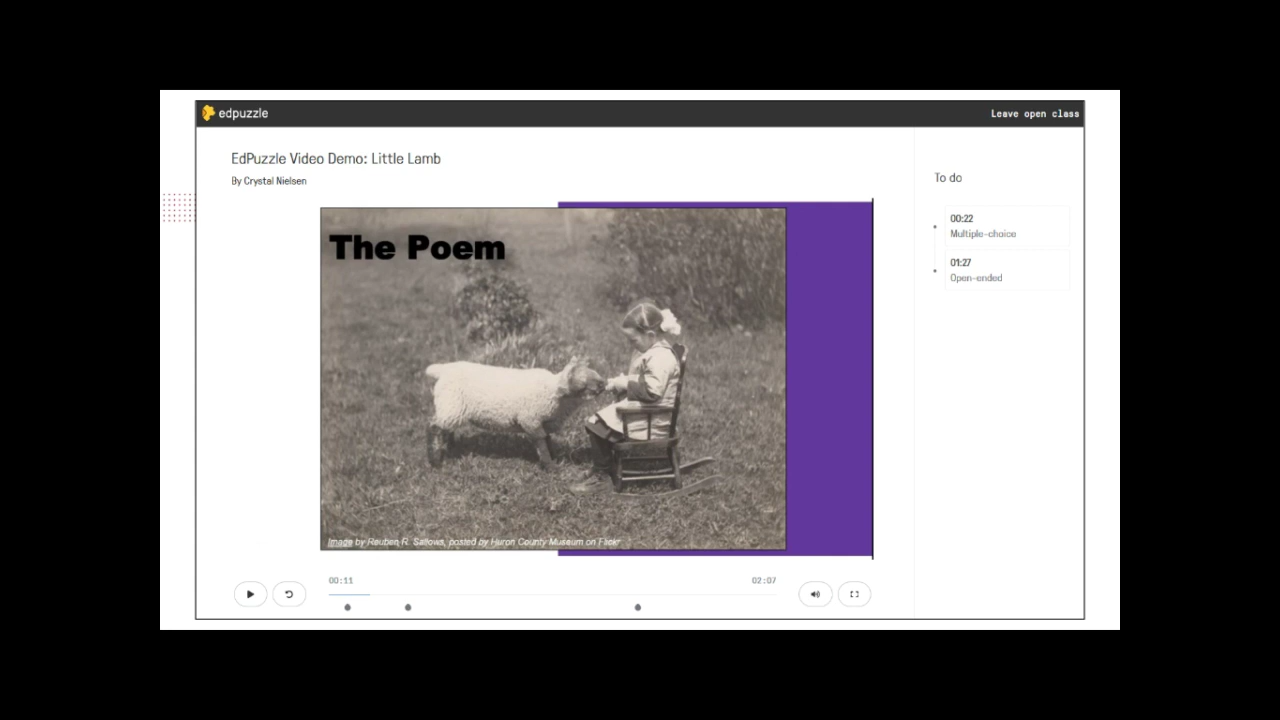 edpuzzle
Leave open class
EdPuzzle Video Demo: Little Lamb
By Crystal Nielsen
To do
00:22
Multiple-choice
01:27
Open-ended
The Poem
Image by Reuben R. Sallows, posted by Huron County Museum on Flickr
00:11
02:07